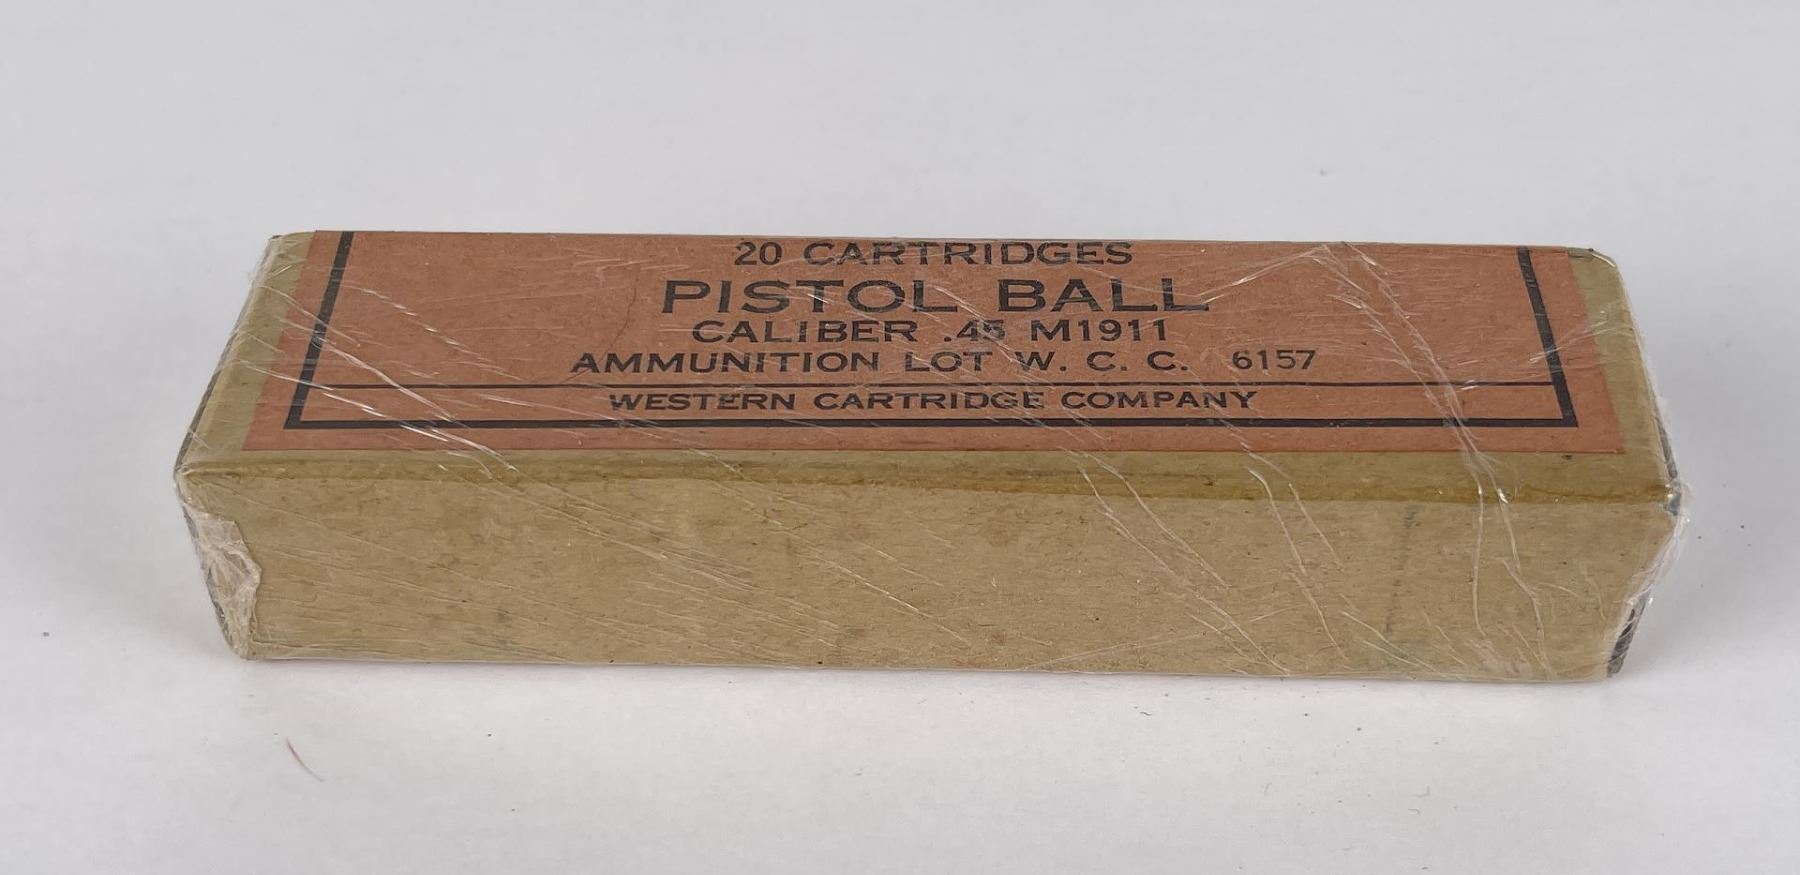 20 CARTRIDGES
PISTOL BALL
CALIBER .45 M1911
AMMUNITION LOT W. C. C. 6157
WESTERN CARTRIDGE COMPANY